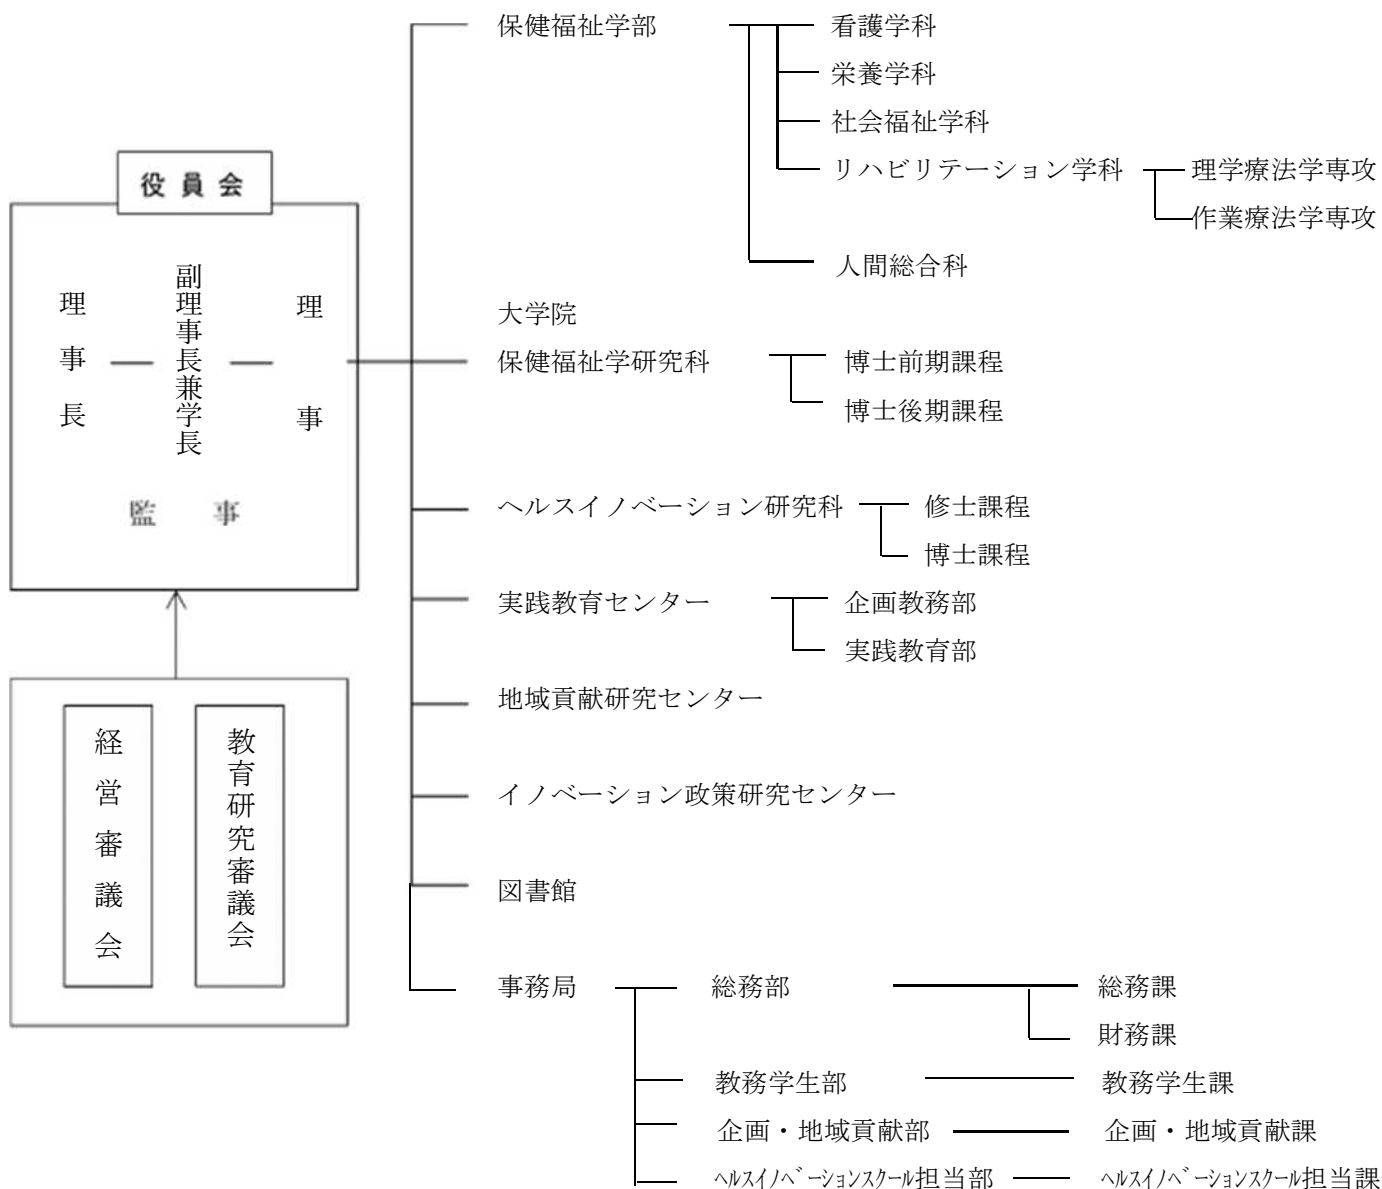 役員会
理事長
副理事長兼学長
理事
監事
経営審議会
教育研究審議会
保健福祉学部
看護学科
栄養学科
社会福祉学科
リハビリテーション学科
理学療法学専攻
作業療法学専攻
人間総合科
大学院
保健福祉学研究科
博士前期課程
博士後期課程
ヘルスイノベーション研究科
修士課程
博士課程
実践教育センター
企画教務部
実践教育部
地域貢献研究センター
イノベーション政策研究センター
図書館
事務局
総務部
総務課
財務課
教務学生部
教務学生課
企画・地域貢献部
企画・地域貢献課
ヘルスイノベーションスクール担当部
ヘルスイノベーションスクール担当課